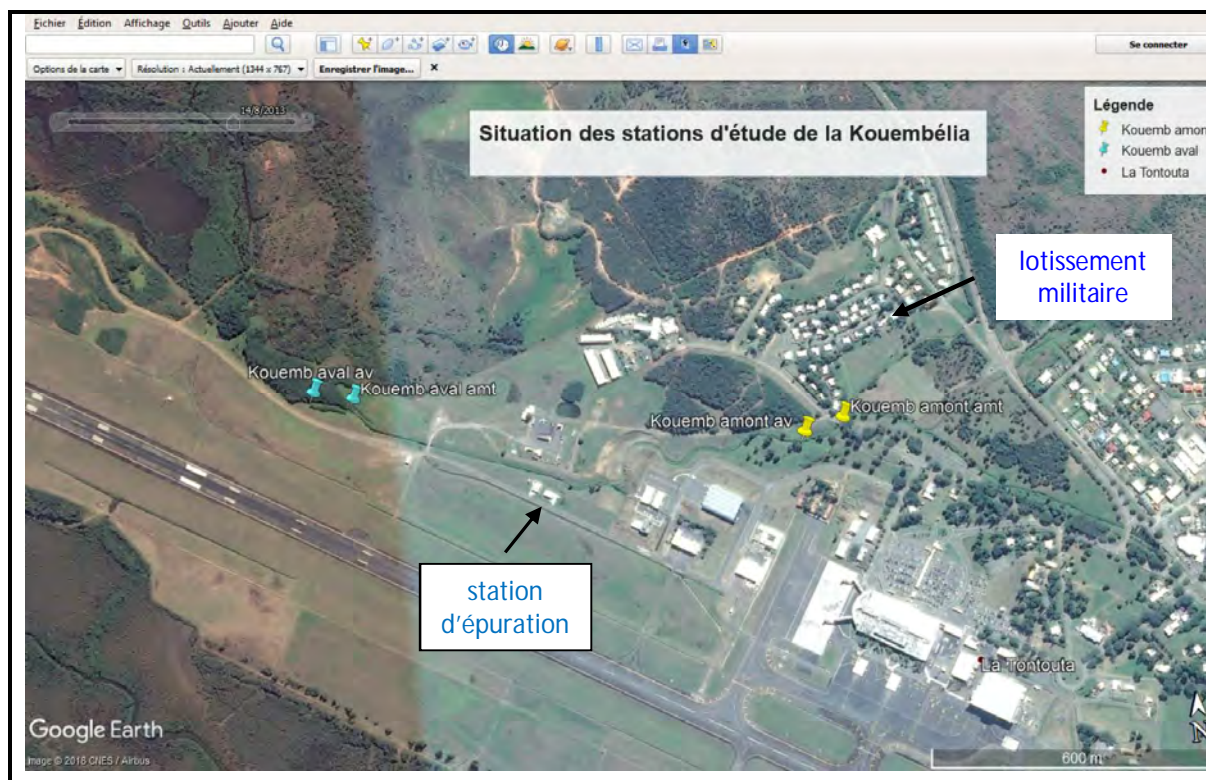 Eichier Édition Affichage Outils Ajouter Aide
Se connecter
Options de la carte Résolution : Actuellement (1344 x 767) Enregistrer l'image...
14/8/2013
Situation des stations d'étude de la Kouembélia
Légende
Kouemb amon
Kouemb aval
La Tontouta
lotissement
militaire
Kouemb aval av
Kouemb aval amt
Kouemb amont amt
Kouemb amont av
station
d'épuration
La Tontouta
Google Earth
N
Image © 2016 CNES / Airbus
600 m